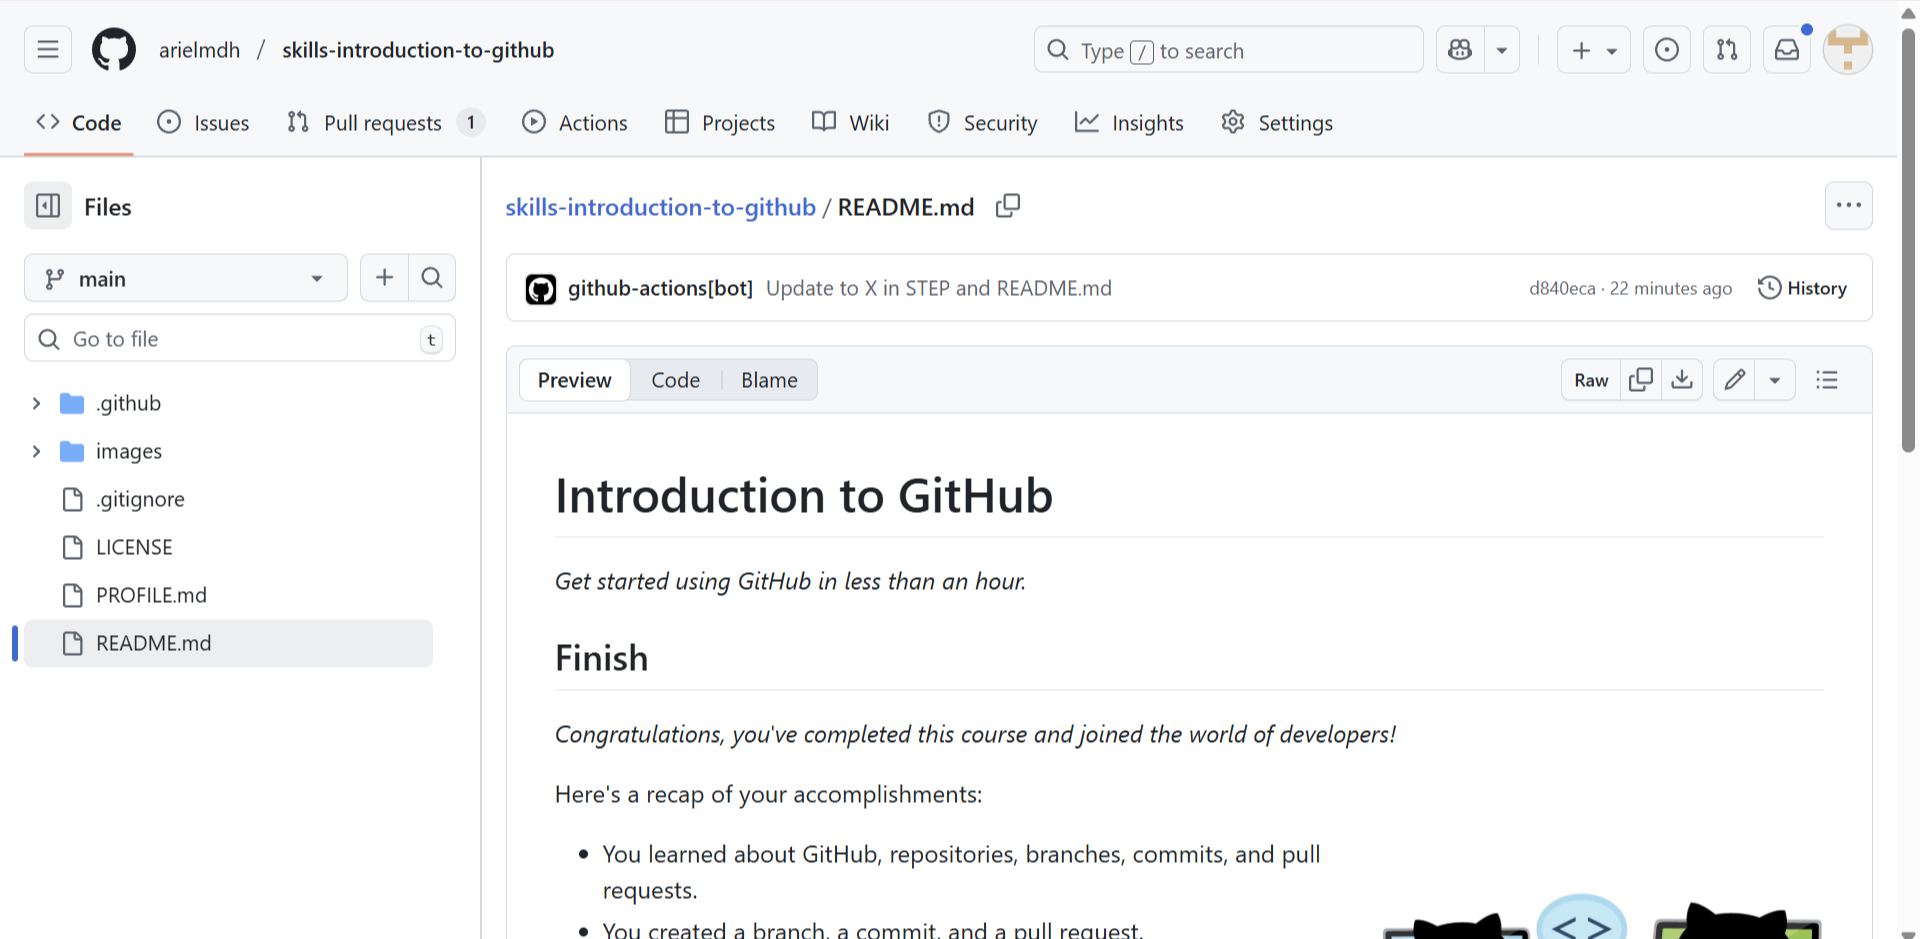 arielmdh / skills-introduction-to-github
Type / to search
Code
Issues
Pull requests 1
Actions
Projects
Wiki
Security
Insights
Settings
Files
main
Go to file t
.github
images
.gitignore
LICENSE
PROFILE.md
README.md
skills-introduction-to-github / README.md
github-actions[bot] Update to X in STEP and README.md
d840eca · 22 minutes ago
History
Preview
Code
Blame
Raw
Introduction to GitHub
Get started using GitHub in less than an hour.
Finish
Congratulations, you've completed this course and joined the world of developers!
Here's a recap of your accomplishments:
You learned about GitHub, repositories, branches, commits, and pull
requests.
You created a branch, a commit, and a pull request.